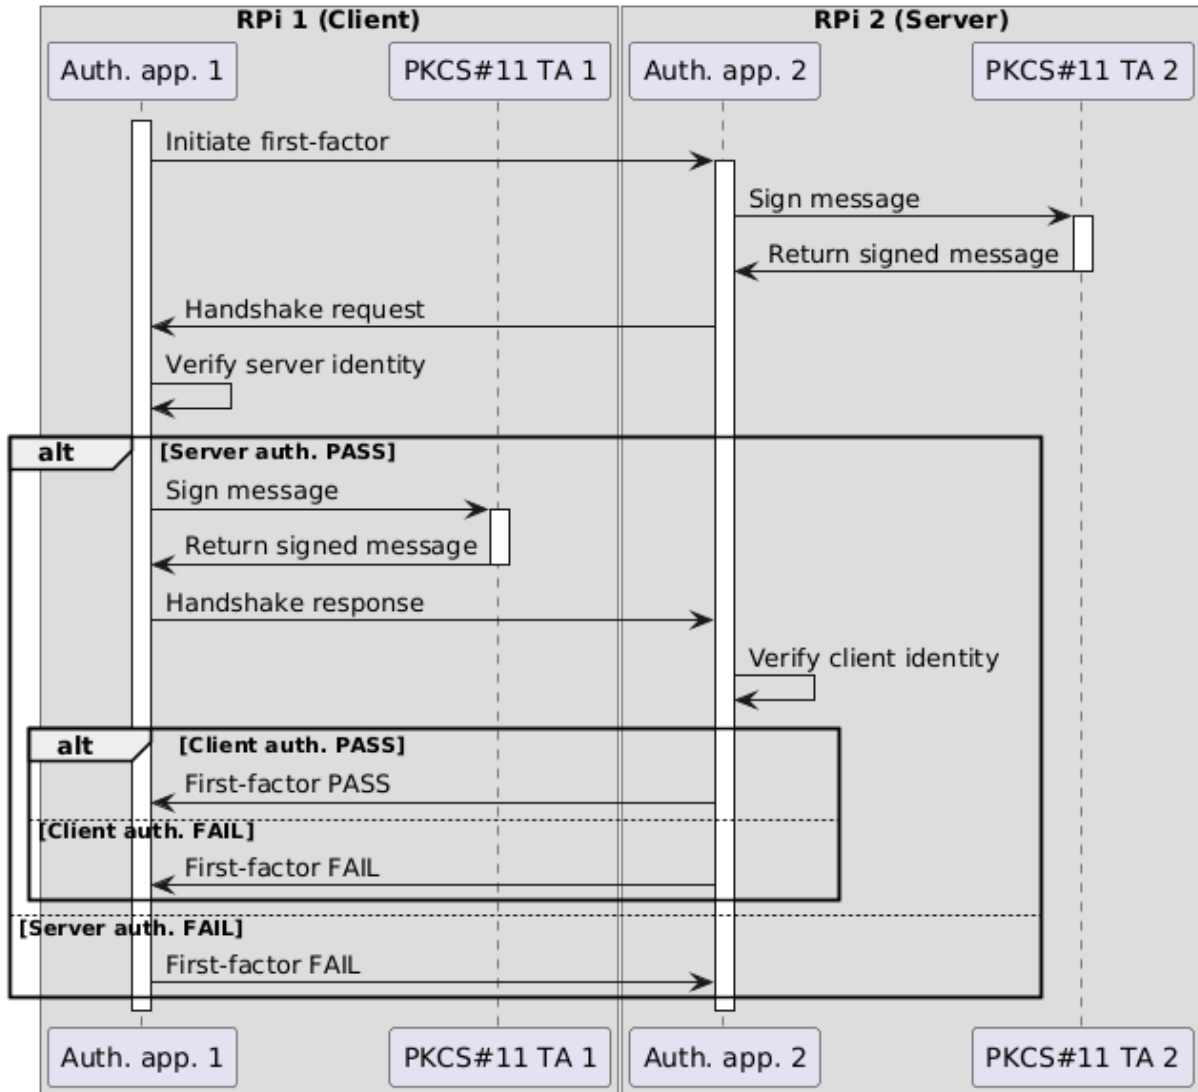 RPi 1 (Client)
RPi 2 (Server)
Auth. app. 1
PKCS#11 TA 1
Auth. app. 2
PKCS#11 TA 2
Initiate first-factor
Sign message
Return signed message
Handshake request
Verify server identity
alt
[Server auth. PASS]
Sign message
Return signed message
Handshake response
Verify client identity
alt
[Client auth. PASS]
First-factor PASS
[Client auth. FAIL]
First-factor FAIL
[Server auth. FAIL]
First-factor FAIL
Auth. app. 1
PKCS#11 TA 1
Auth. app. 2
PKCS#11 TA 2